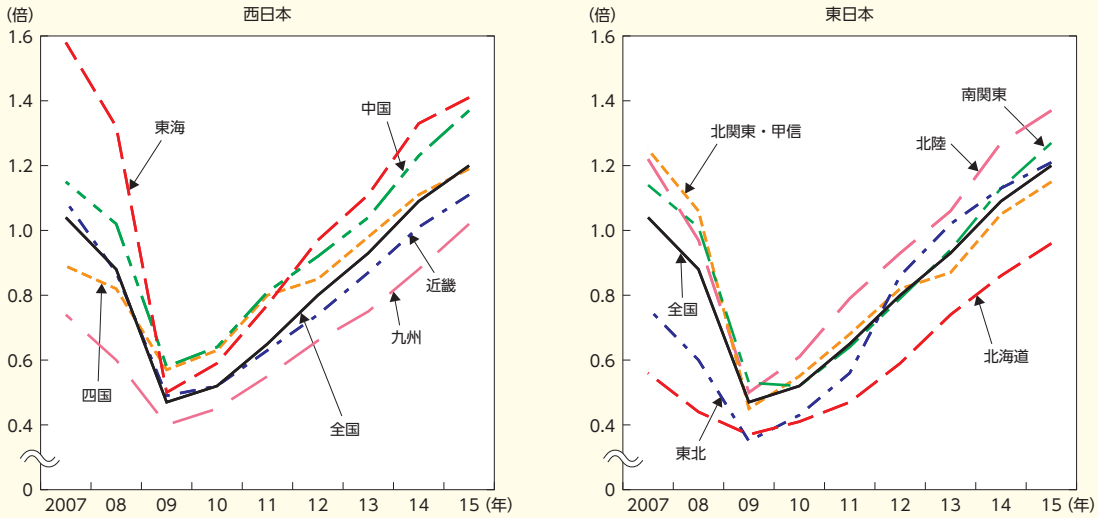 (倍) 西日本
1.6
1.4
1.2
1.0
0.8
0.6
0.4
0
東海
中国
近畿
九州
四国
全国
2007 08 09 10 11 12 13 14 15 (年)
(倍) 東日本
1.6
1.4
1.2
1.0
0.8
0.6
0.4
0
南関東
北関東・甲信
北陸
全国
北海道
東北
2007 08 09 10 11 12 13 14 15 (年)